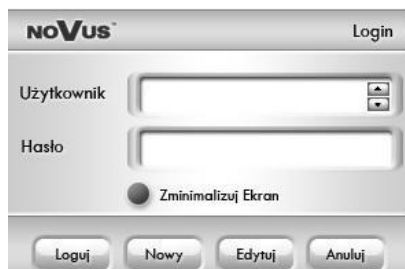 NOVUS Login
Użytkownik
Hasło
Zminimalizuj Ekran
Loguj Nowy Edytuj Anuluj